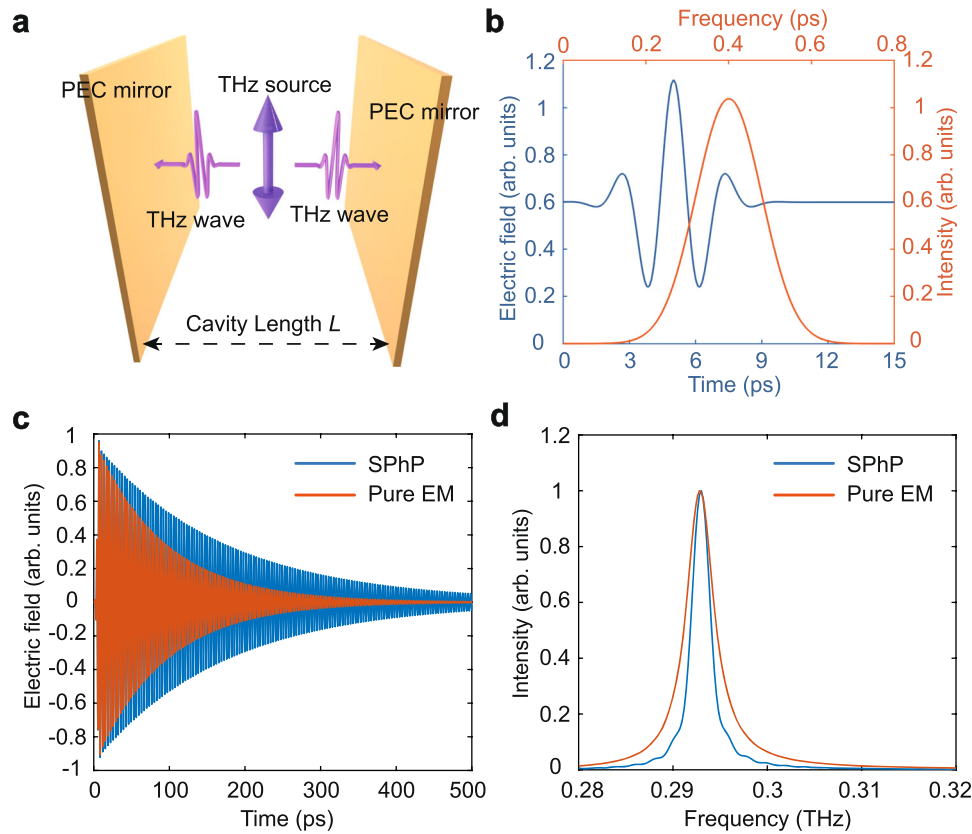 a
PEC mirror
THz source
PEC mirror
THz wave
THz wave
Cavity Length L
b
Frequency (ps)
0 0.2 0.4 0.6 0.8
1.2
1
0.8
0.6
0.4
0.2
0
Electric field (arb. units)
1.2
1
0.8
0.6
0.4
0.2
0
Intensity (arb. units)
0 3 6 9 12 15
Time (ps)
c
1
0.8
0.6
0.4
0.2
0
-0.2
-0.4
-0.6
-0.8
-1
Electric field (arb. units)
SPhP
Pure EM
0 100 200 300 400 500
Time (ps)
d
1.2
1
0.8
0.6
0.4
0.2
0
Intensity (arb. units)
SPhP
Pure EM
0.28 0.29 0.3 0.31 0.32
Frequency (THz)